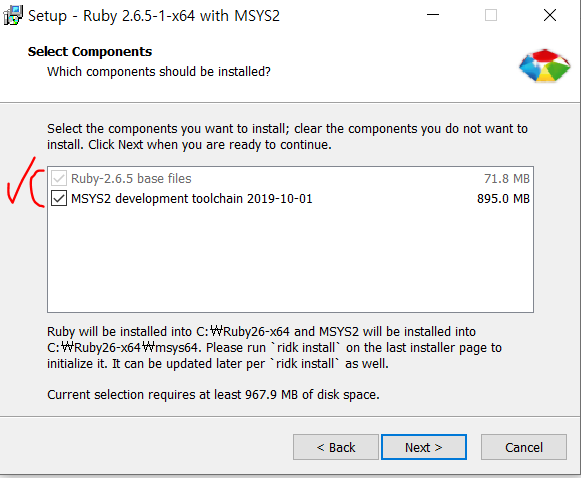 Setup - Ruby 2.6.5-1-x64 with MSYS2
Select Components
Which components should be installed?
Select the components you want to install; clear the components you do not want to
install. Click Next when you are ready to continue.
Ruby-2.6.5 base files 71.8 MB
MSYS2 development toolchain 2019-10-01 895.0 MB
Ruby will be installed into C:₩Ruby26-x64 and MSYS2 will be installed into
C:₩Ruby26-x64₩msys64. Please run `ridk install` on the last installer page to
initialize it. It can be updated later per `ridk install` as well.
Current selection requires at least 967.9 MB of disk space.
< Back Next > Cancel